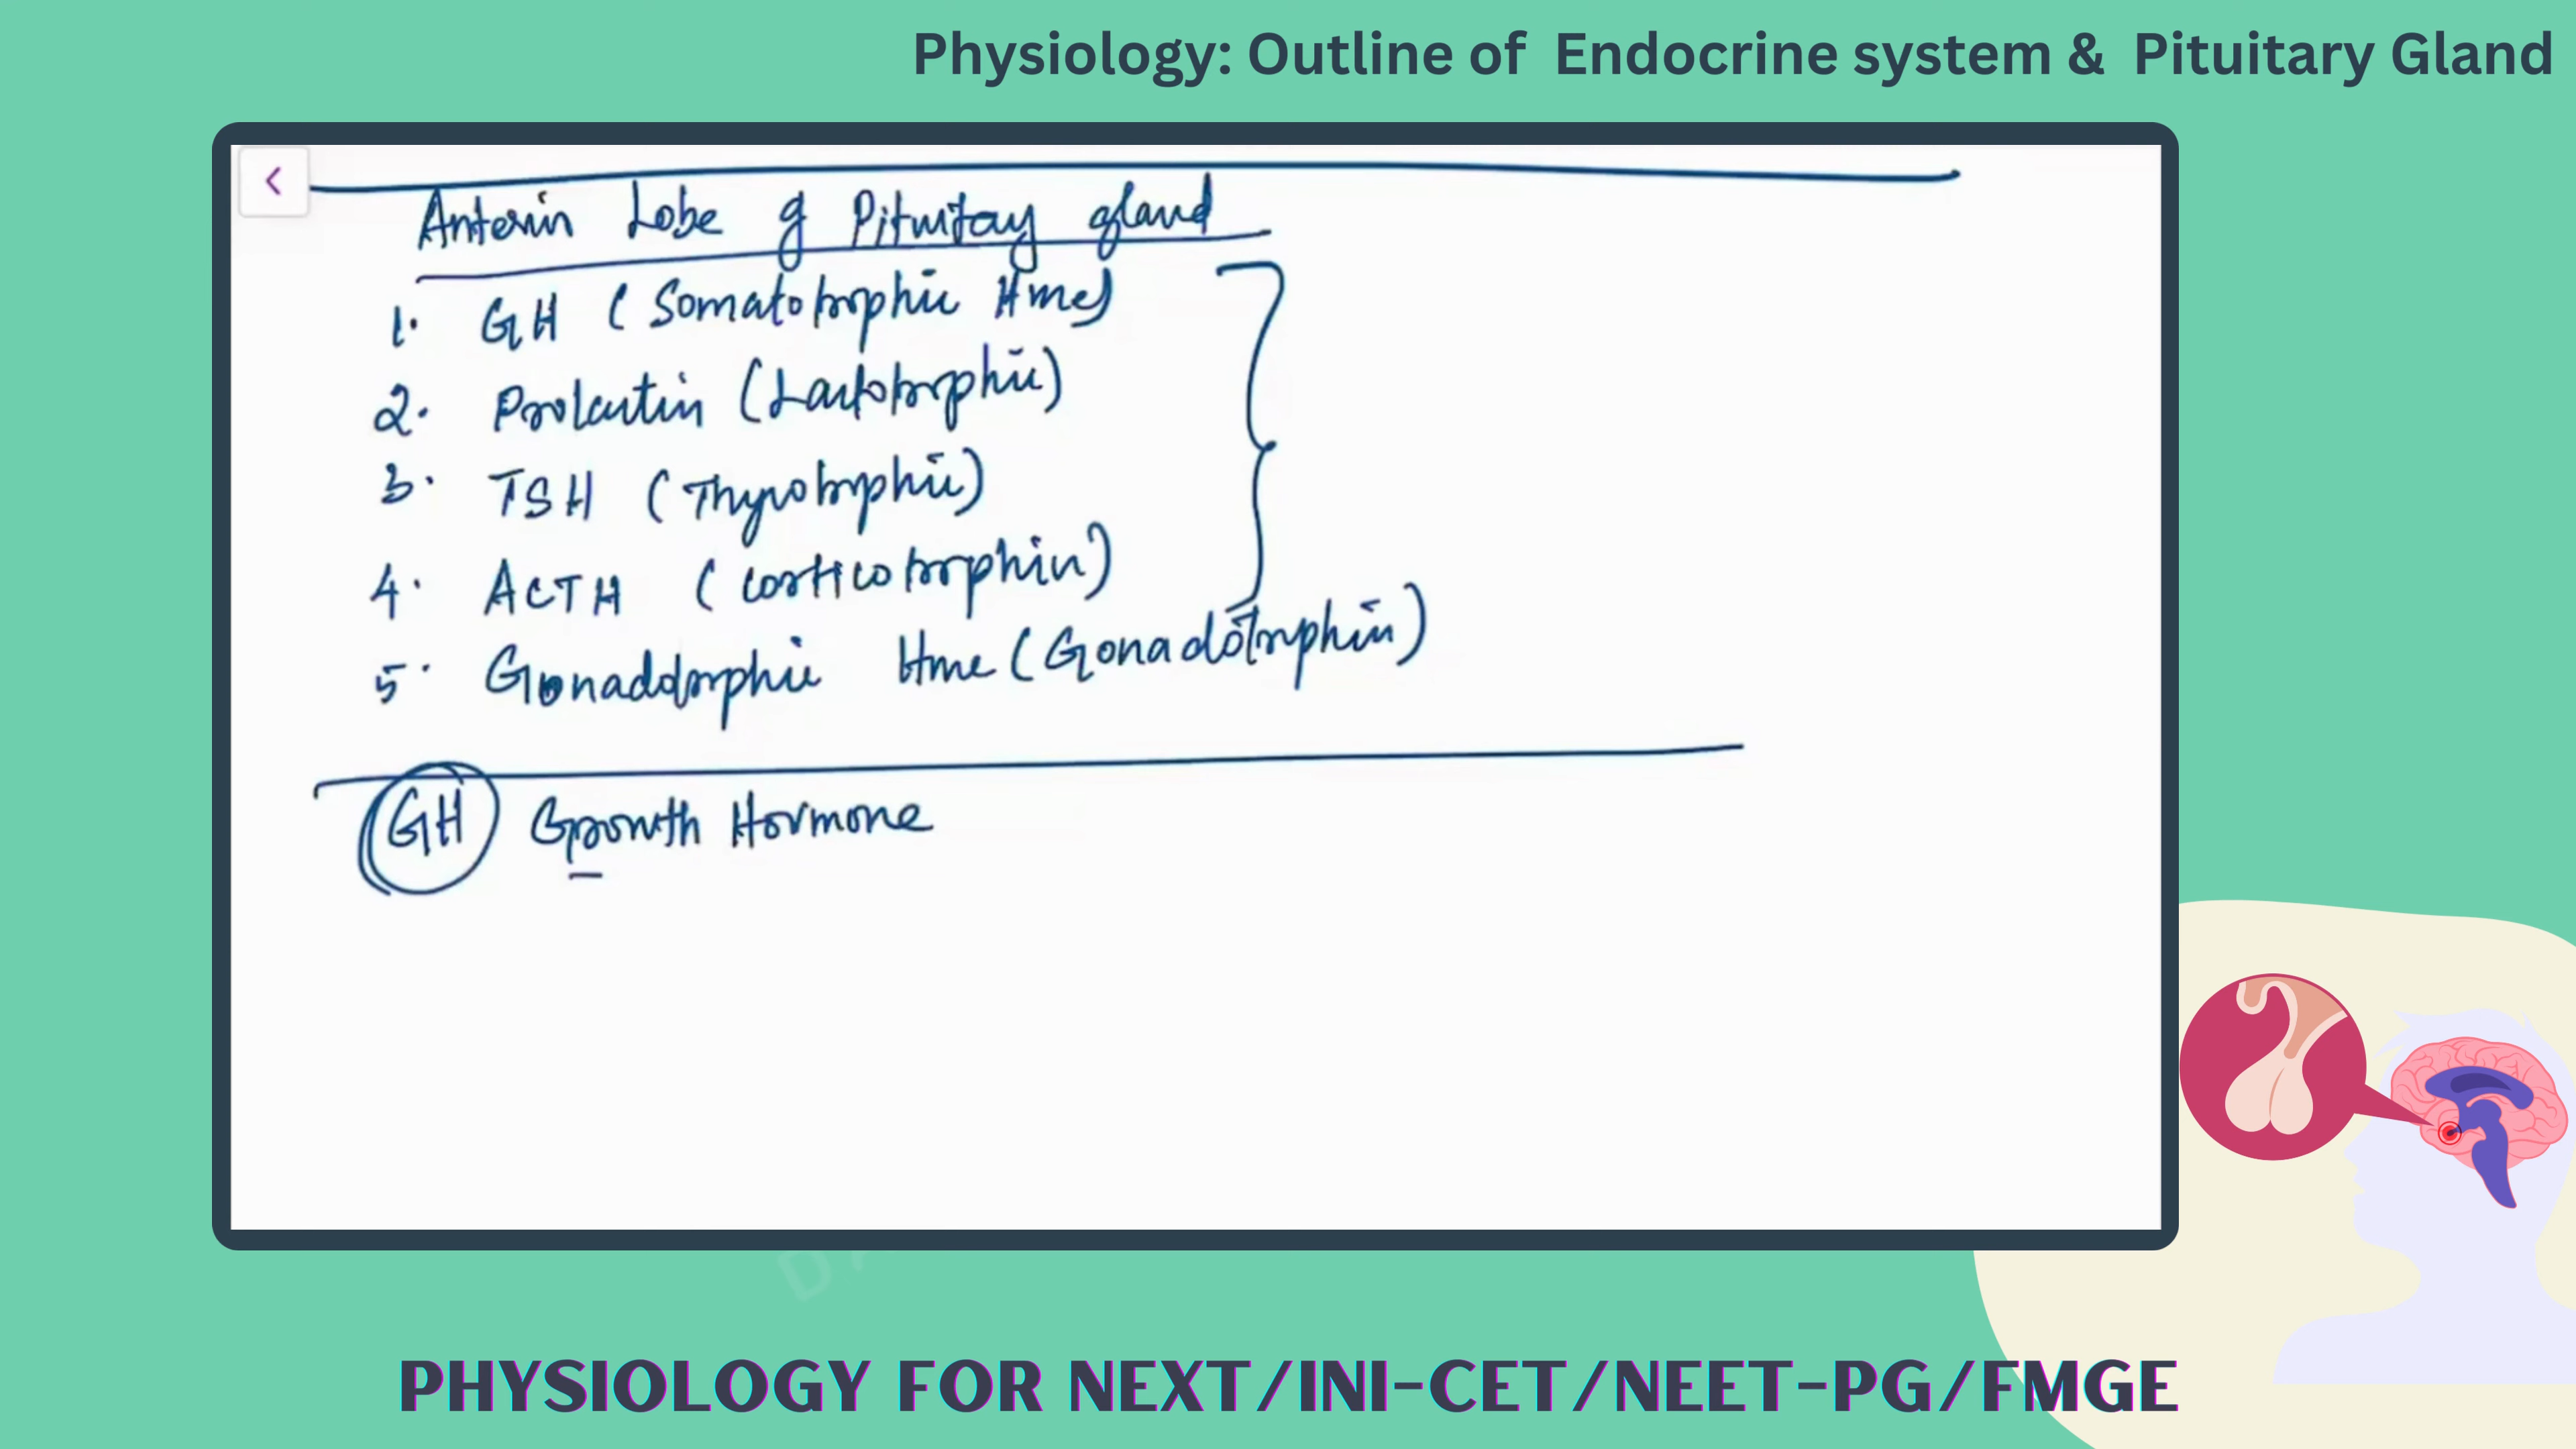 Physiology: Outline of Endocrine system & Pituitary Gland
<
Anterior Lobe of Pituitary gland
1. GH (Somatotrophic Hme)
2. Prolactin (Lactotrophic)
3. TSH (Thyrotrophic)
4. ACTH (corticotrophin)
5. Gonadotrophic Hme (Gonadotrophin)
GH Growth Hormone
PHYSIOLOGY FOR NEXT/INI-CET/NEET-PG/FMGE